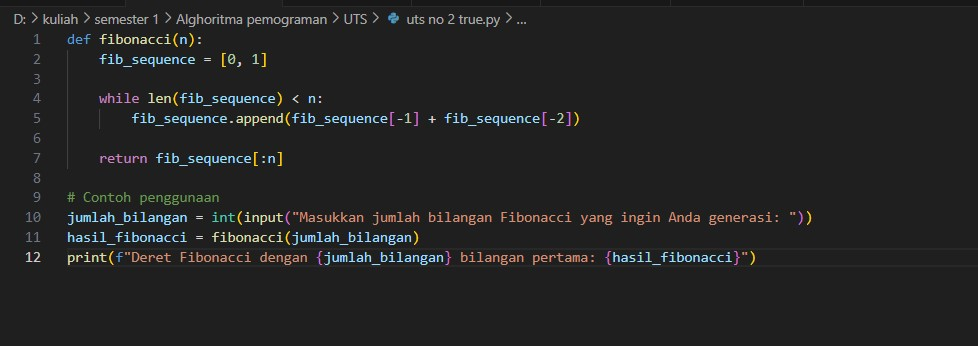 D: > kuliah > semester 1 > Alghoritma pemograman > UTS > uts no 2 true.py > ...
1 def fibonacci(n):
2     fib_sequence = [0, 1]
3
4     while len(fib_sequence) < n:
5         fib_sequence.append(fib_sequence[-1] + fib_sequence[-2])
6
7     return fib_sequence[:n]
8
9 # Contoh penggunaan
10 jumlah_bilangan = int(input("Masukkan jumlah bilangan Fibonacci yang ingin Anda generasi: "))
11 hasil_fibonacci = fibonacci(jumlah_bilangan)
12 print(f"Deret Fibonacci dengan {jumlah_bilangan} bilangan pertama: {hasil_fibonacci}")